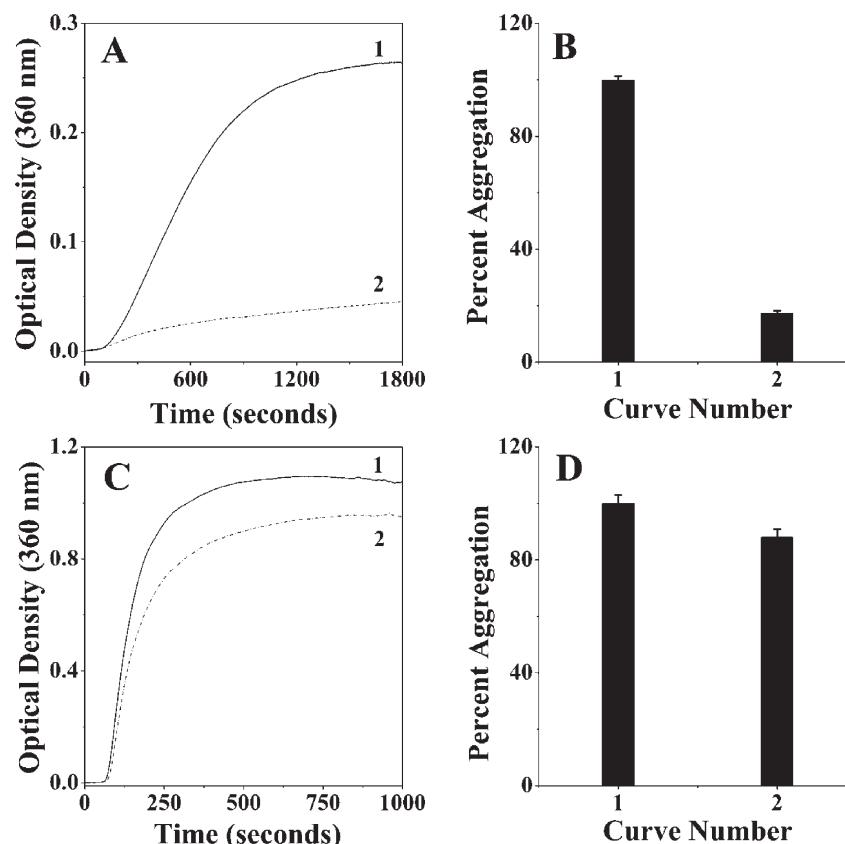 A
1
2
0.3
0.2
0.1
0.0
0
600
1200
1800
Optical Density (360 nm)
Time (seconds)
B
120
80
40
0
1
2
Percent Aggregation
Curve Number
C
1
2
1.2
0.8
0.4
0.0
0
250
500
750
1000
Optical Density (360 nm)
Time (seconds)
D
120
80
40
0
1
2
Percent Aggregation
Curve Number